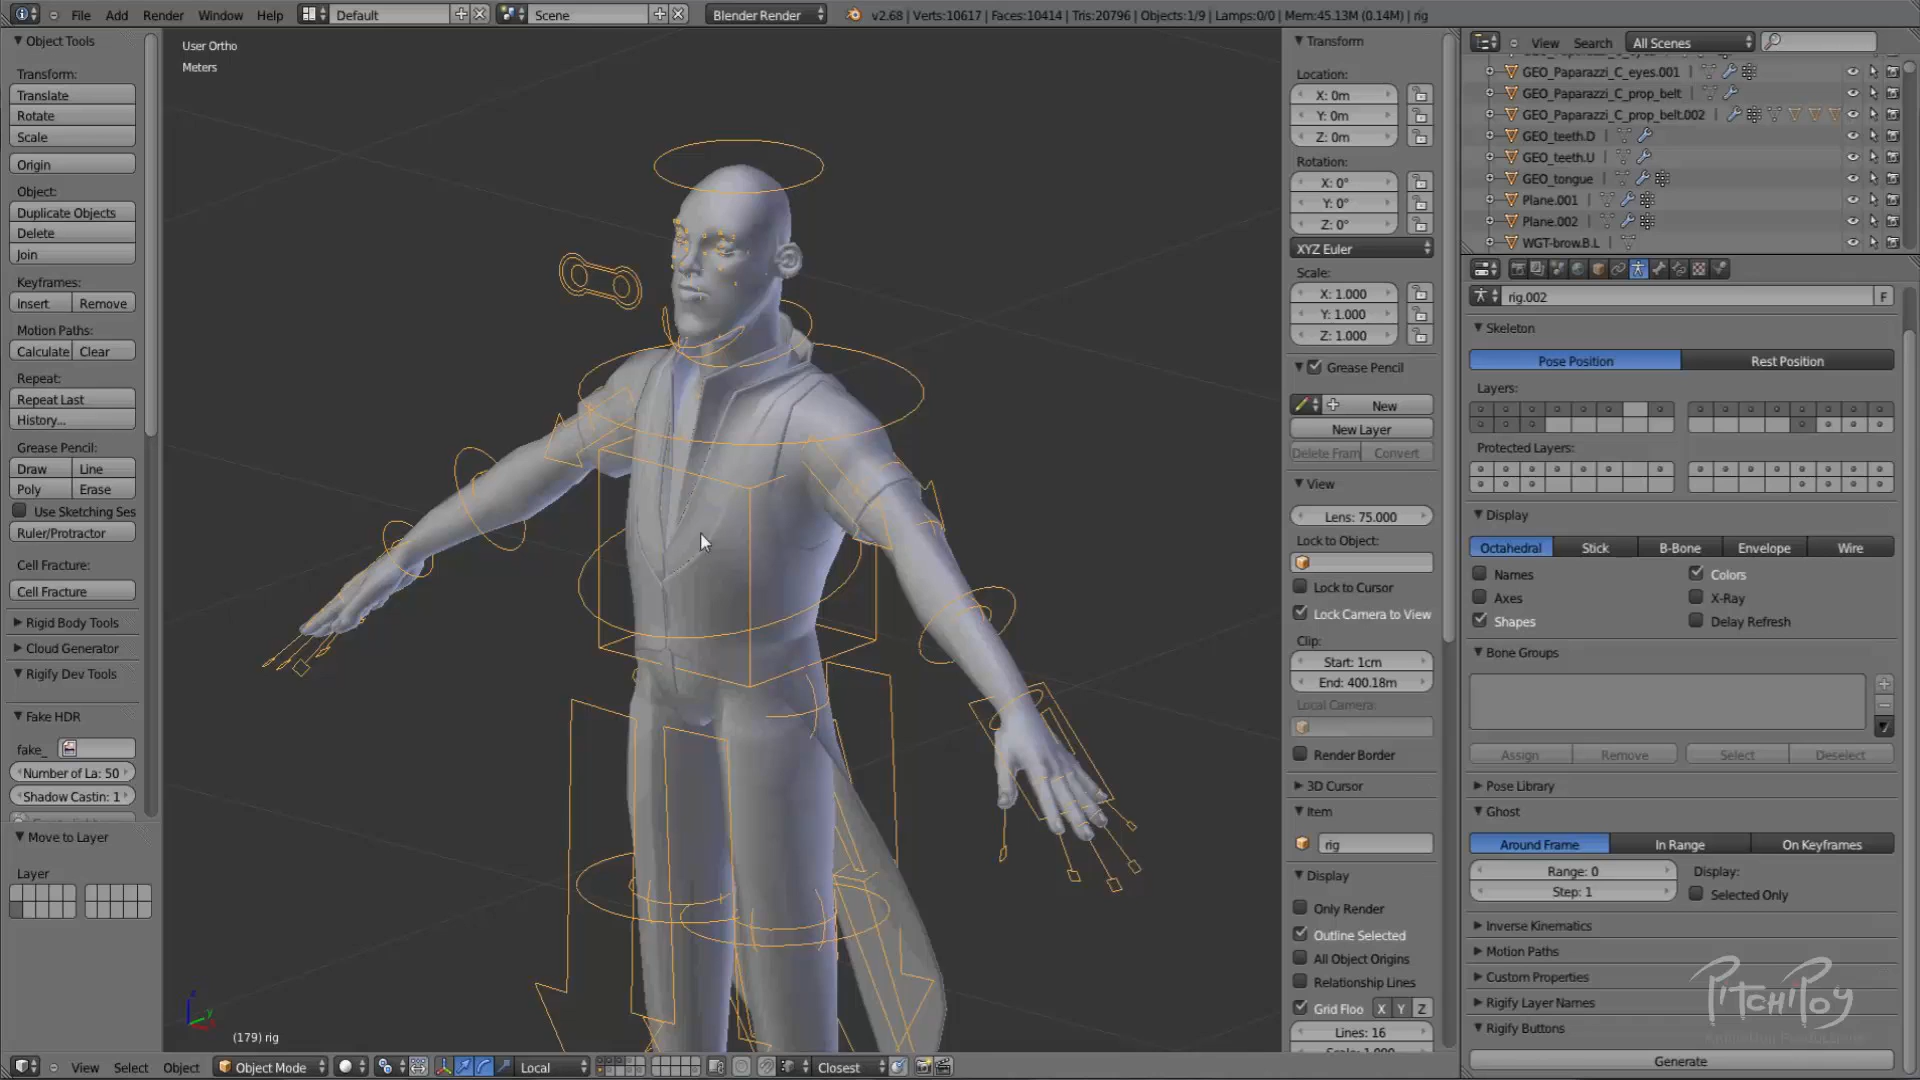 File Add Render Window Help Default Scene Blender Render v2.68 | Verts:10617 | Faces:10414 | Tris:20796 | Objects:1/9 | Lamps:0/0 | Mem:45.13M (0.14M) | rig
Object Tools
Transform:
Translate
Rotate
Scale
Origin
Object:
Duplicate Objects
Delete
Join
Keyframes:
Insert Remove
Motion Paths:
Calculate Clear
Repeat:
Repeat Last
History...
Grease Pencil:
Draw Line
Poly Erase
Use Sketching Ses
Ruler/Protractor
Cell Fracture:
Cell Fracture
Rigid Body Tools
Cloud Generator
Rigify Dev Tools
Fake HDR
fake_
Number of La: 50
Shadow Castin: 1
Move to Layer
Layer
User Ortho
Meters
(179) rig
View Select Object Object Mode Local Closest
Transform
Location:
X: 0m
Y: 0m
Z: 0m
Rotation:
X: 0°
Y: 0°
Z: 0°
XYZ Euler
Scale:
X: 1.000
Y: 1.000
Z: 1.000
Grease Pencil
New
New Layer
Delete Fram Convert
View
Lens: 75.000
Lock to Object:
Lock to Cursor
Lock Camera to View
Clip:
Start: 1cm
End: 400.18m
Local Camera:
Render Border
3D Cursor
Item
rig
Display
Only Render
Outline Selected
All Object Origins
Relationship Lines
Grid Floo X Y Z
Lines: 16
View Search All Scenes
GEO_Paparazzi_C_eyes.001
GEO_Paparazzi_C_prop_belt
GEO_Paparazzi_C_prop_belt.002
GEO_teeth.D
GEO_teeth.U
GEO_tongue
Plane.001
Plane.002
WGT-brow.B.L
rig.002 F
Skeleton
Pose Position Rest Position
Layers:
Protected Layers:
Display
Octahedral Stick B-Bone Envelope Wire
Names Colors
Axes X-Ray
Shapes Delay Refresh
Bone Groups
Assign Remove Select Deselect
Pose Library
Ghost
Around Frame In Range On Keyframes
Range: 0 Display:
Step: 1 Selected Only
Inverse Kinematics
Motion Paths
Custom Properties
Rigify Layer Names
Rigify Buttons
Generate
PitchiPoy